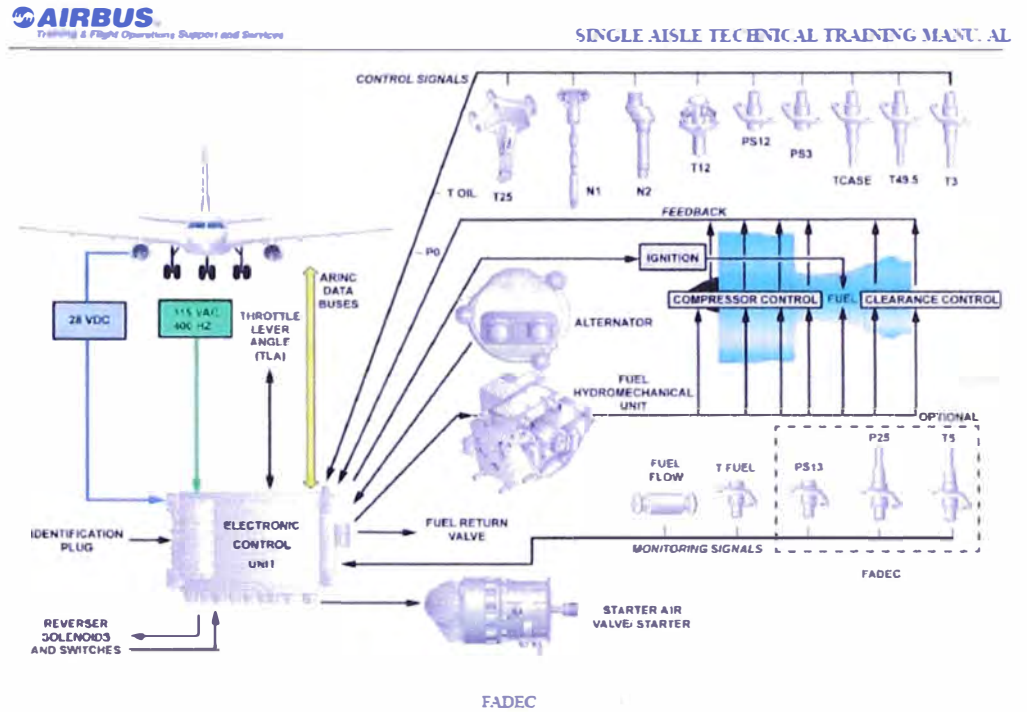 AIRBUS
Training & Flight Operations Support and Services
SINGLE AISLE TECHNICAL TRAINING MANUAL
CONTROL SIGNALS
T OIL
T25
N1
N2
T12
PS12
PS3
TCASE
T49.5
T3
FEEDBACK
P0
IGNITION
ARINC
DATA
BUSES
28 VDC
115 VAC
400 HZ
THROTTLE
LEVER
ANGLE
(TLA)
ALTERNATOR
COMPRESSOR CONTROL
FUEL
CLEARANCE CONTROL
FUEL
HYDROMECHANICAL
UNIT
OPTIONAL
FUEL
FLOW
T FUEL
PS13
P25
T5
IDENTIFICATION
PLUG
ELECTRONIC
CONTROL
UNIT
FUEL RETURN
VALVE
MONITORING SIGNALS
FADEC
REVERSER
SOLENOIDS
AND SWITCHES
STARTER AIR
VALVE/ STARTER
FADEC